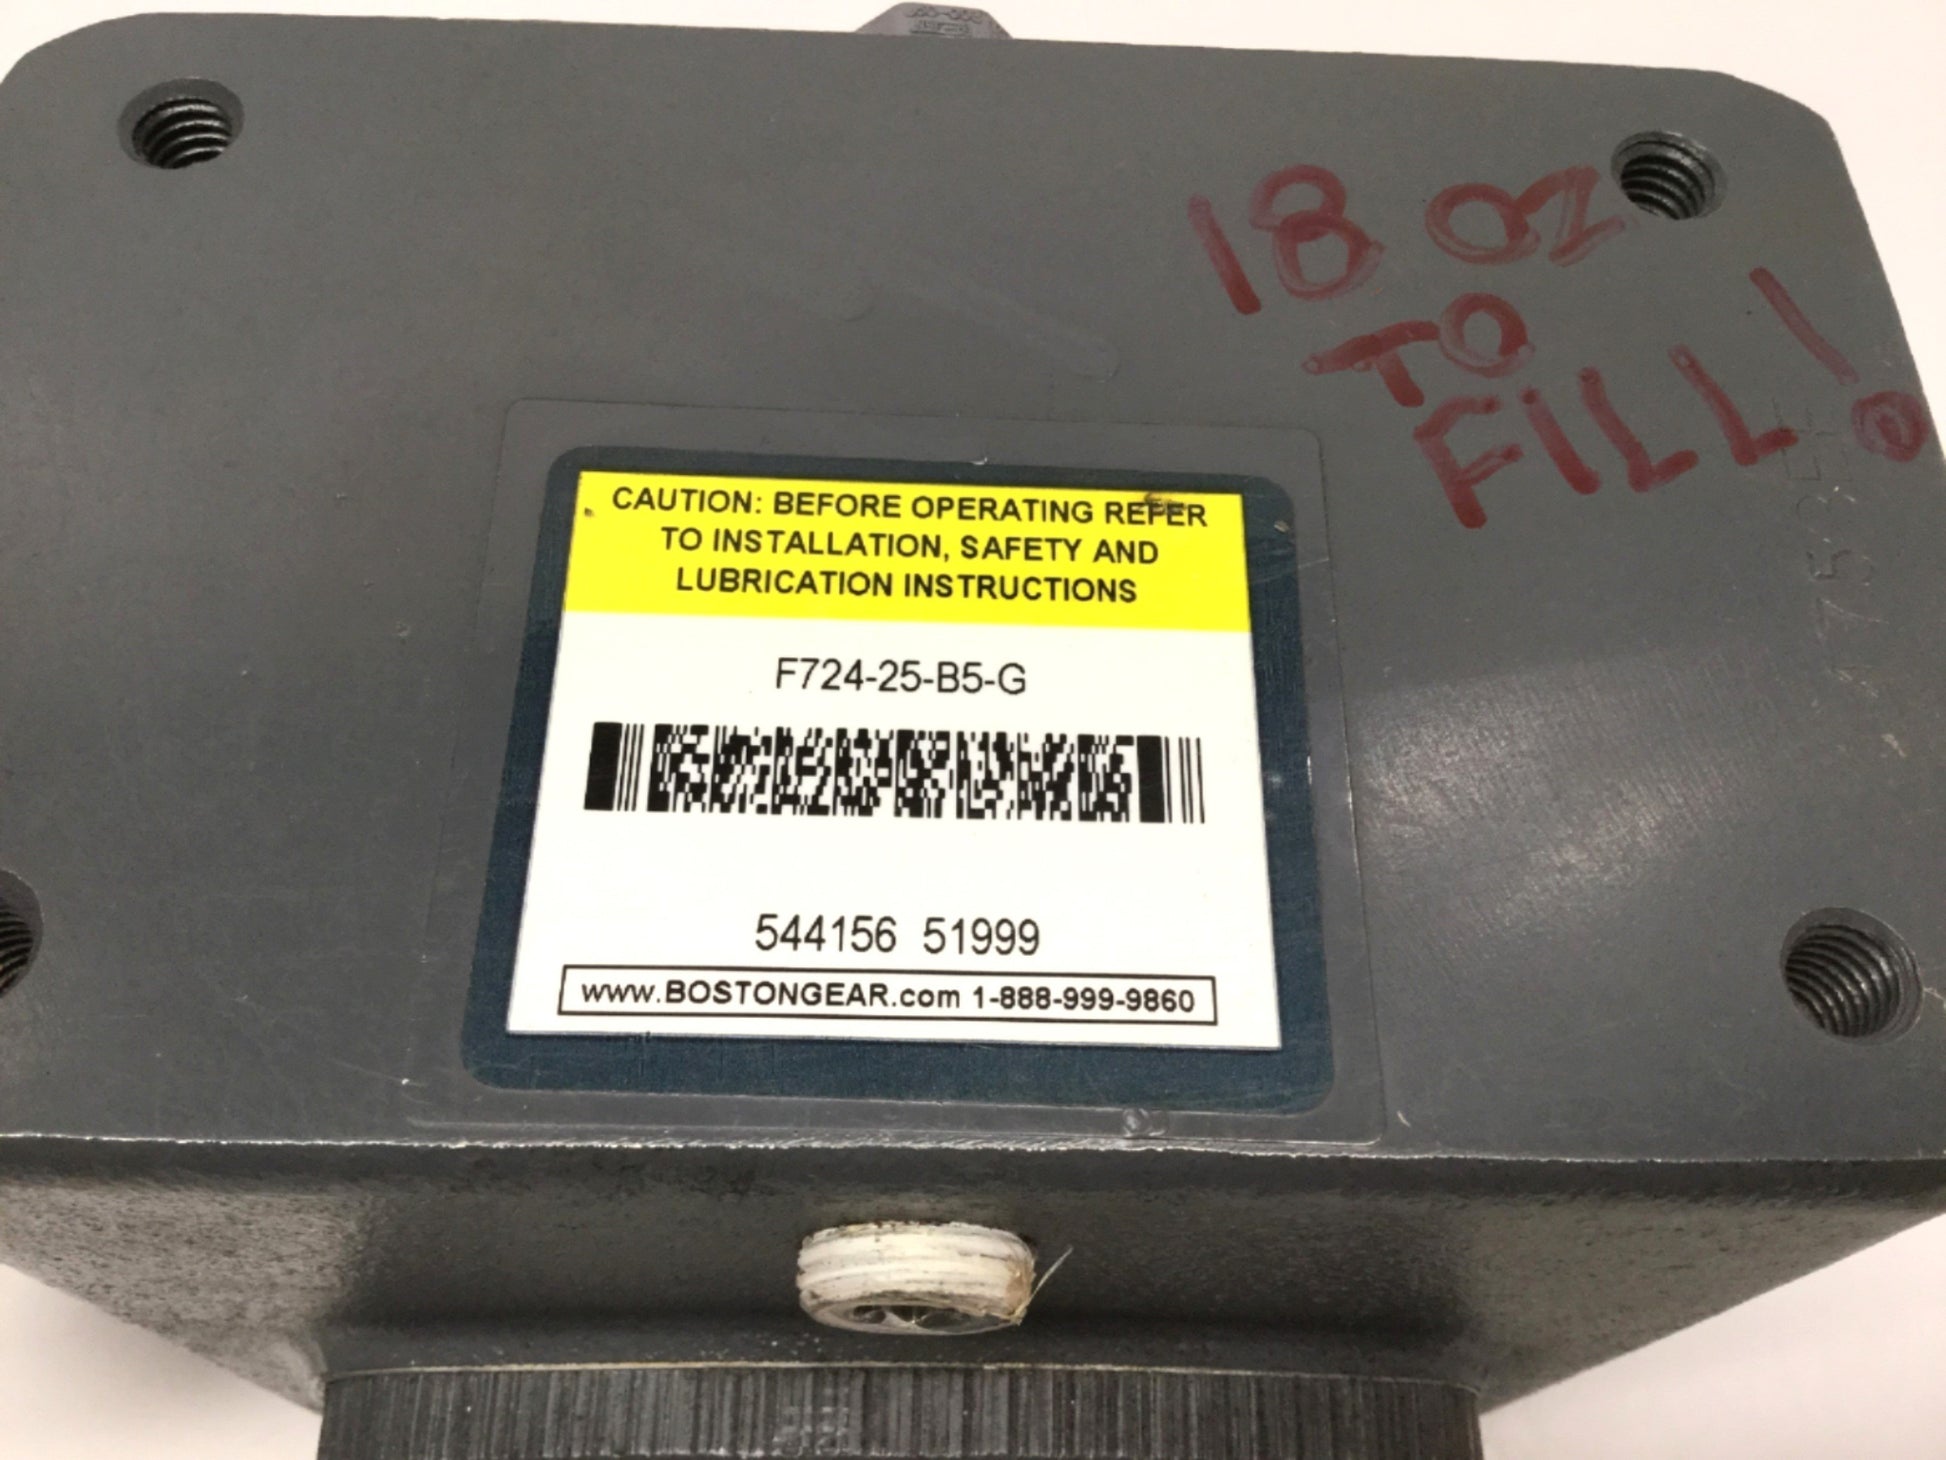 18 OZ
TO
FILL!
CAUTION: BEFORE OPERATING REFER
TO INSTALLATION, SAFETY AND
LUBRICATION INSTRUCTIONS
F724-25-B5-G
544156 51999
www.BOSTONGEAR.com 1-888-999-9860